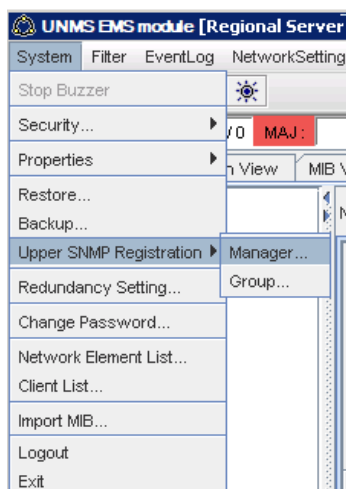 UNMS EMS module [Regional Server
System Filter EventLog NetworkSetting
Stop Buzzer
Security... / 0 MAJ :
Properties View MIB
Restore...
Backup...
Upper SNMP Registration Manager...
Redundancy Setting... Group...
Change Password...
Network Element List...
Client List...
Import MIB...
Logout
Exit